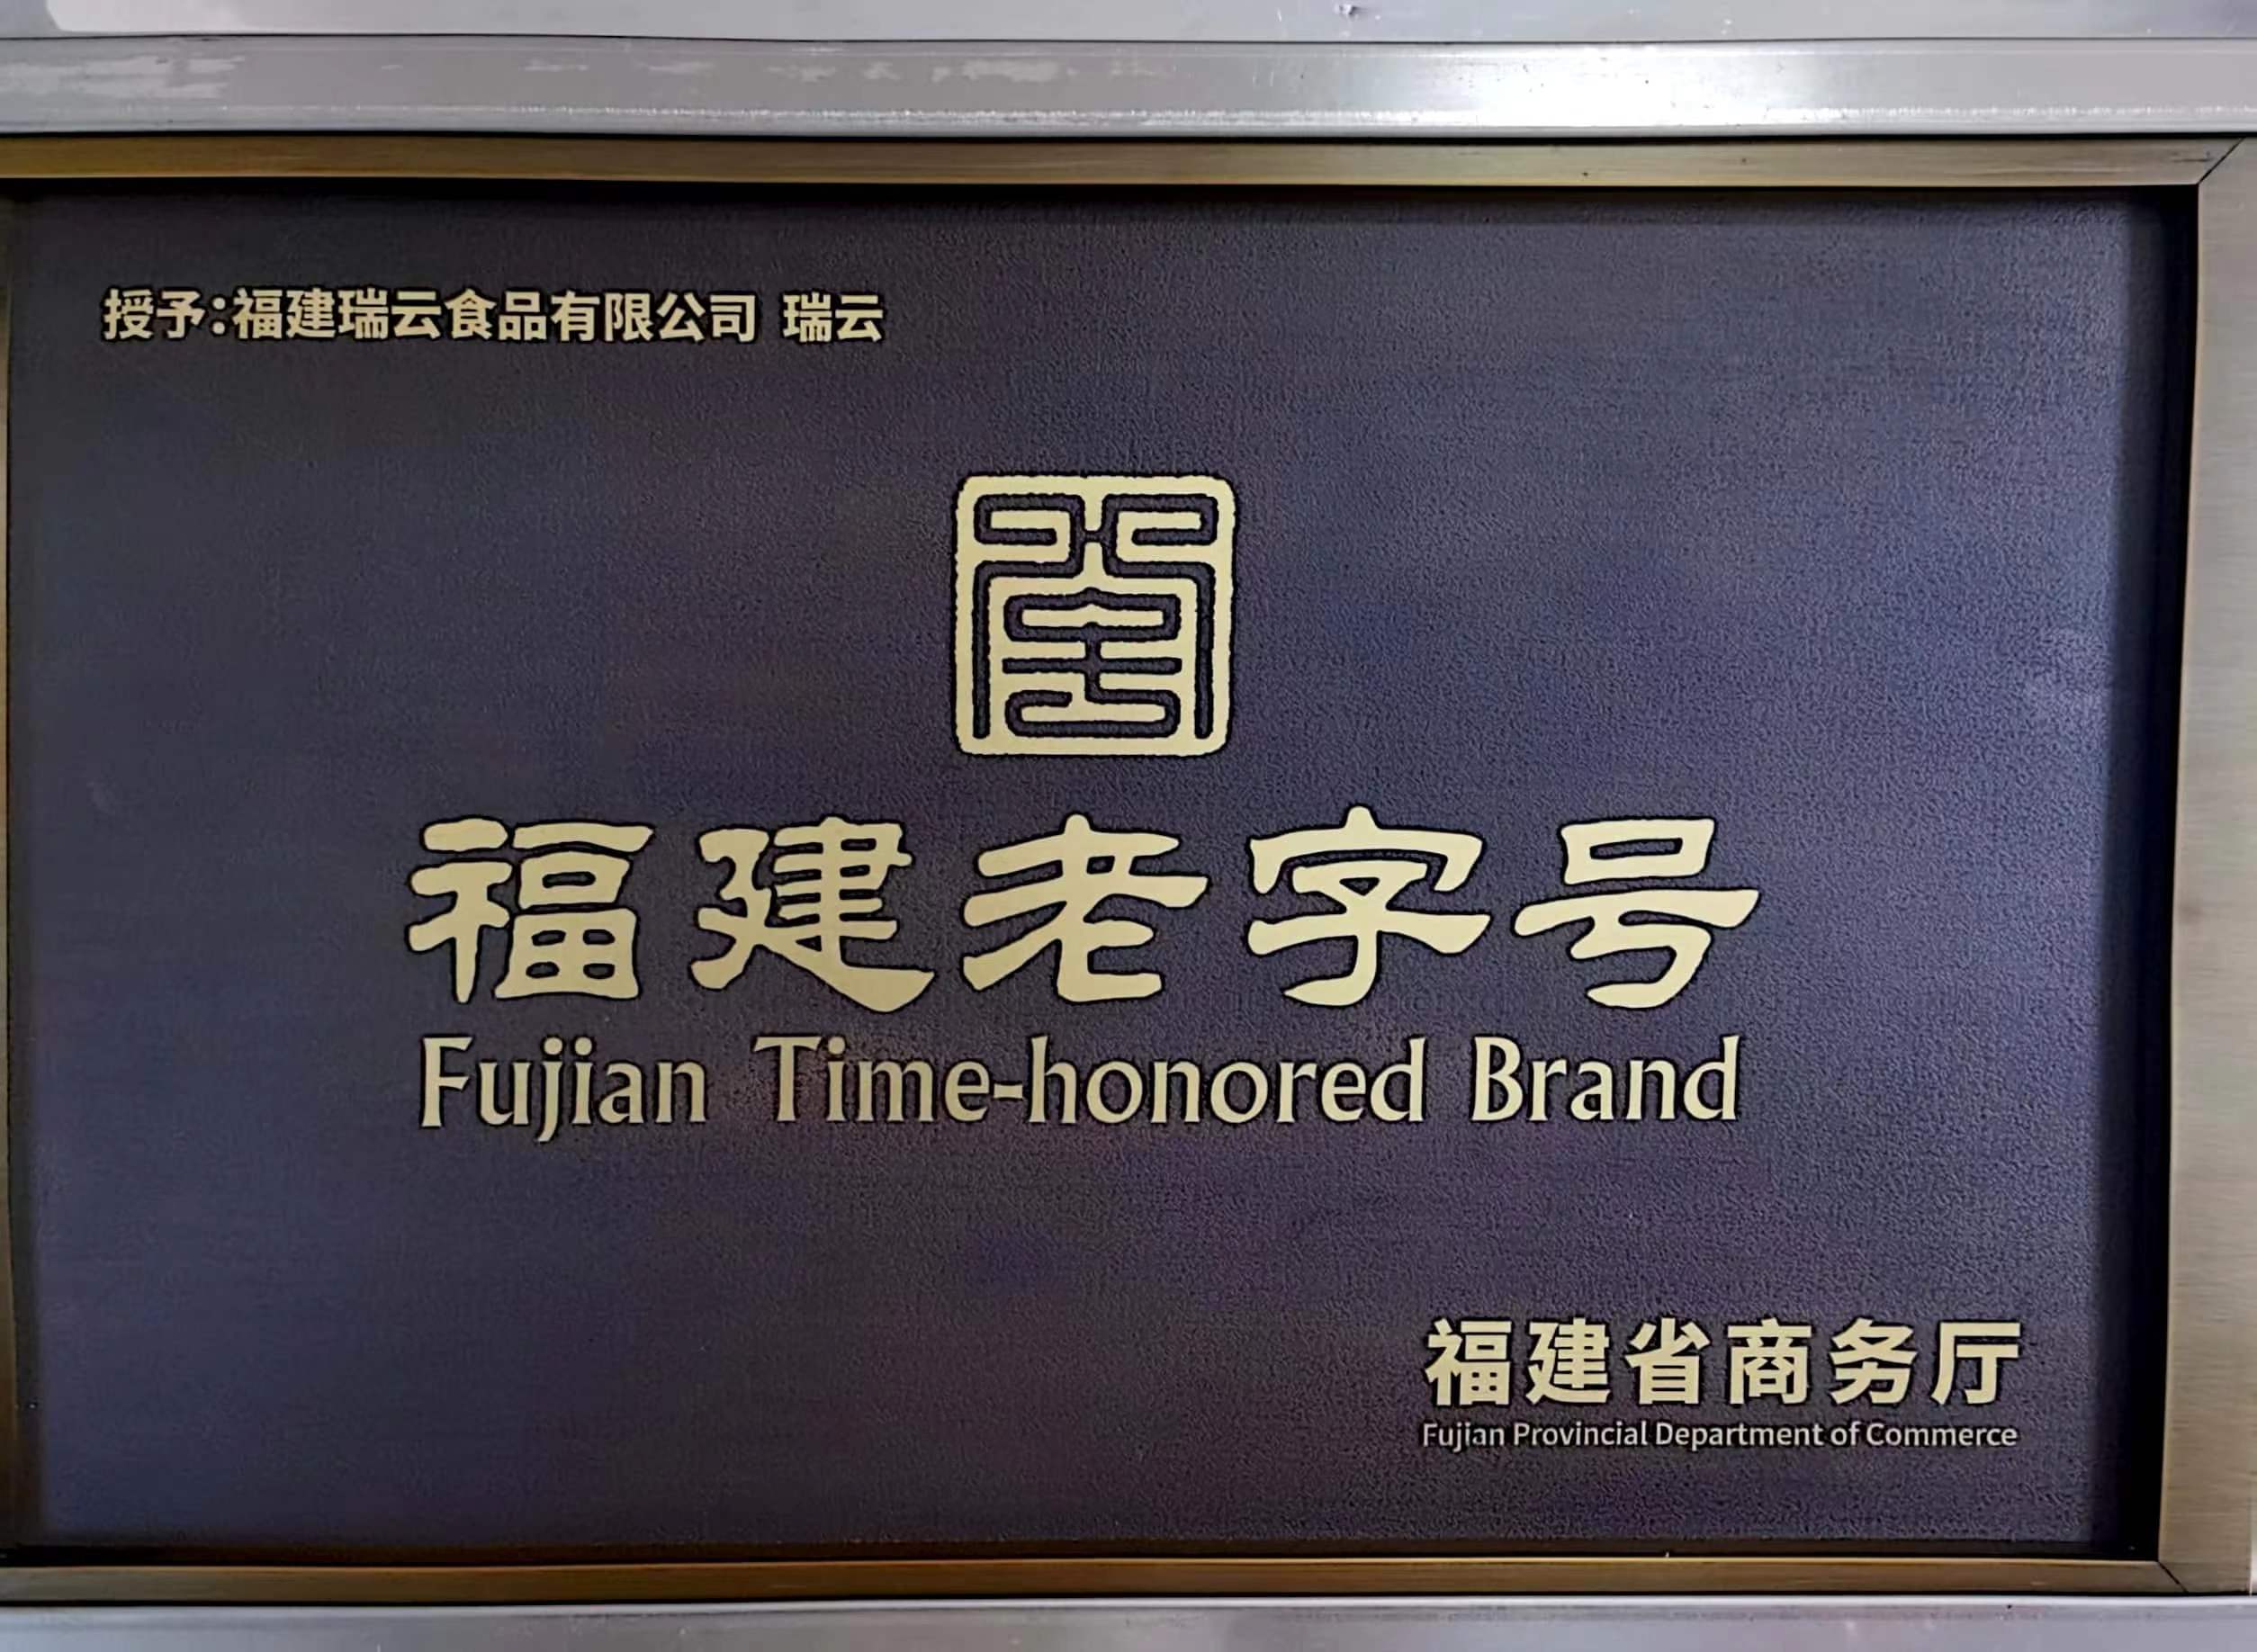 授予:福建瑞云食品有限公司 瑞云
福建老字号
Fujian Time-honored Brand
福建省商务厅
Fujian Provincial Department of Commerce